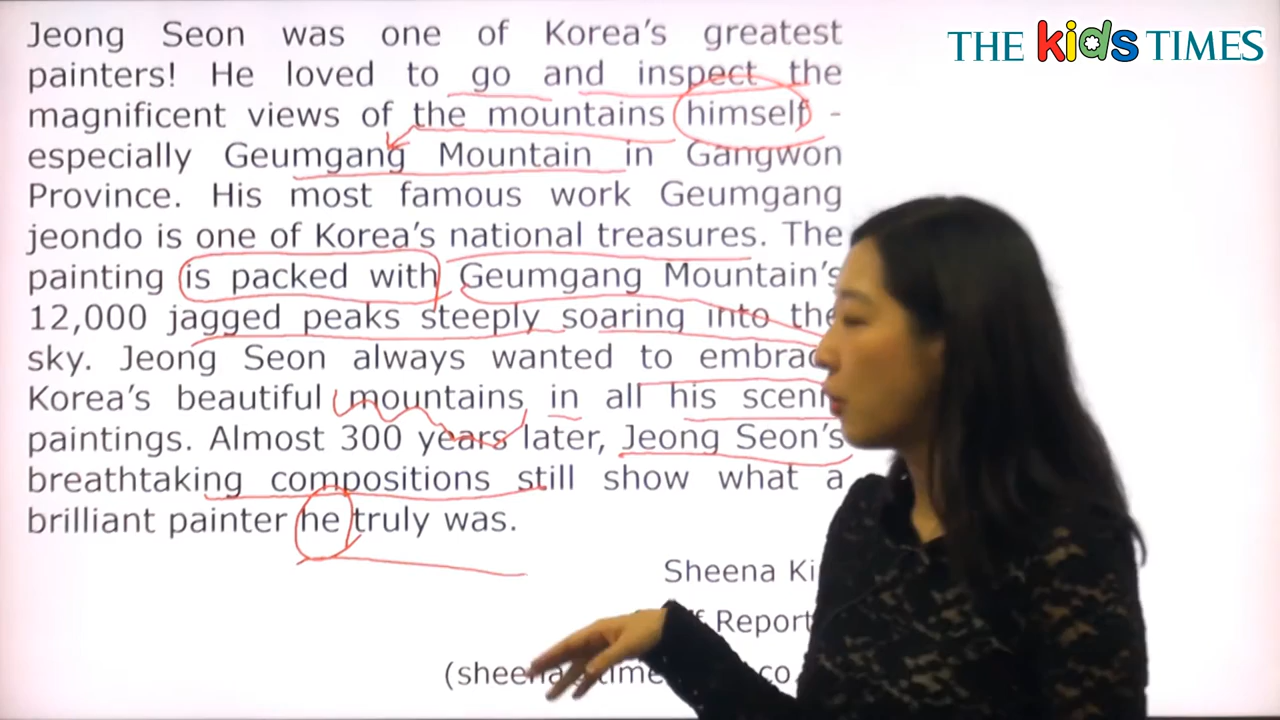 THE kids TIMES
Jeong Seon was one of Korea's greatest
painters! He loved to go and inspect the
magnificent views of the mountains himself -
especially Geumgang Mountain in Gangwon
Province. His most famous work Geumgang
jeondo is one of Korea's national treasures. The
painting is packed with Geumgang Mountain's
12,000 jagged peaks steeply soaring into the
sky. Jeong Seon always wanted to
Korea's beautiful mountains in all his
paintings. Almost 300 years later, Jeong Seon's
breathtaking compositions still show what a
brilliant painter he truly was.
Sheena